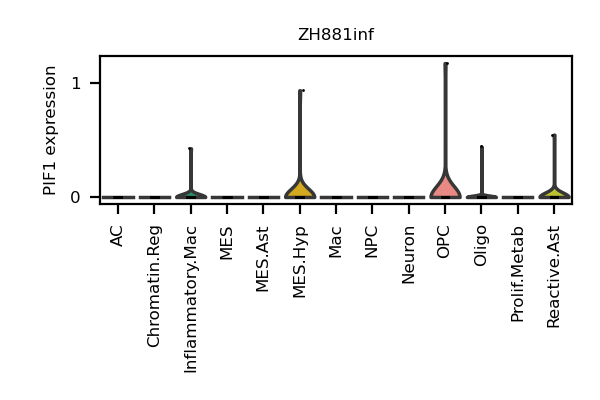 ZH881inf
PIF1 expression
1
0
AC
Chromatin.Reg
Inflammatory.Mac
MES
MES.Ast
MES.Hyp
Mac
NPC
Neuron
OPC
Oligo
Prolif.Metab
Reactive.Ast